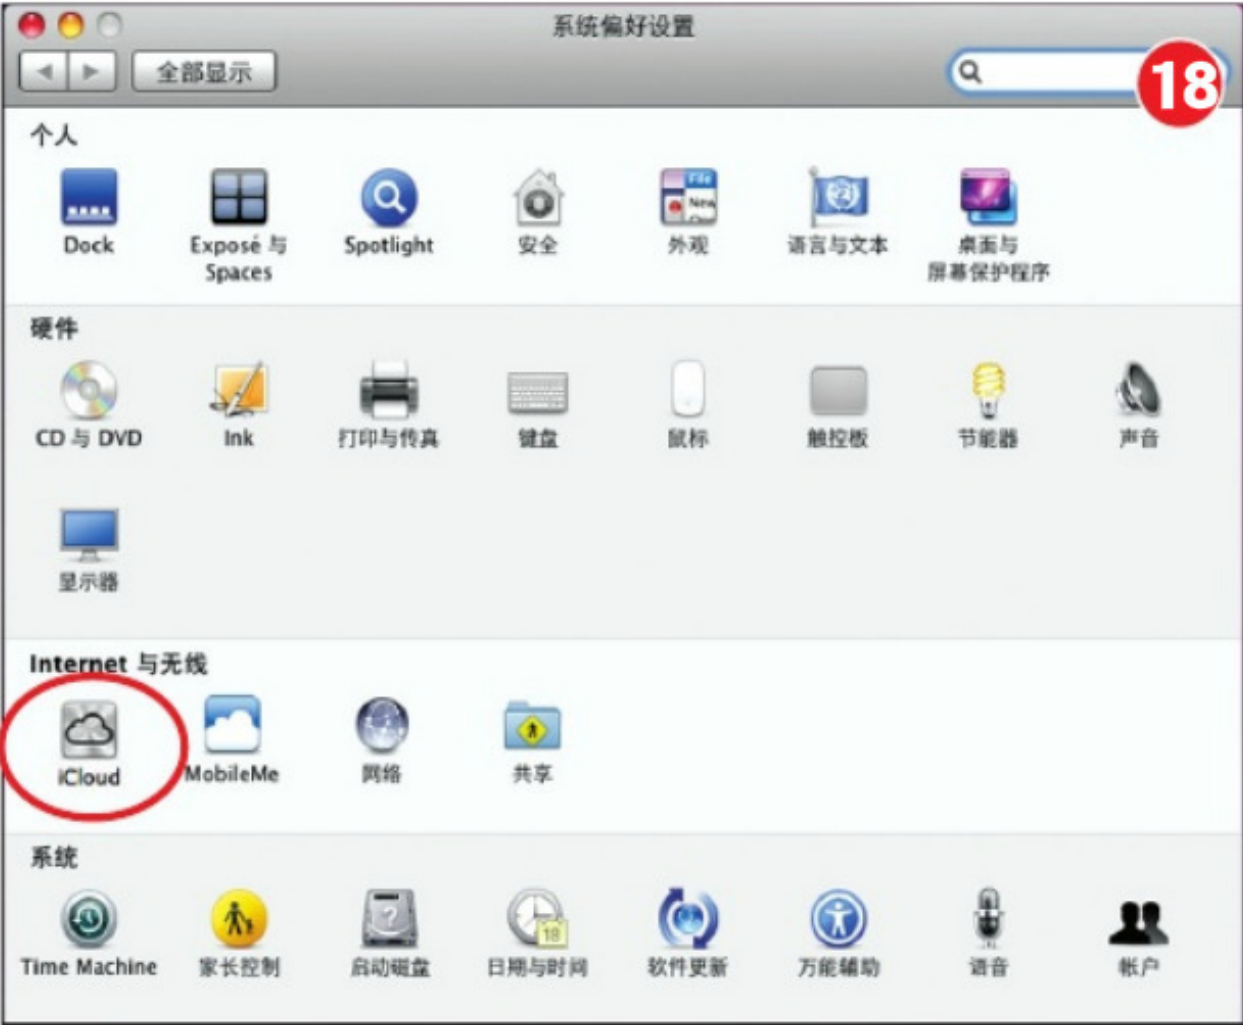 系统偏好设置
全部显示
18
个人
Dock
Exposé 与
Spaces
Spotlight
安全
File
New
外观
语言与文本
桌面与
屏幕保护程序
硬件
CD 与 DVD
Ink
打印与传真
键盘
鼠标
触控板
节能器
声音
显示器
Internet 与无线
iCloud
MobileMe
网络
共享
系统
Time Machine
家长控制
?
启动磁盘
18
日期与时间
软件更新
万能辅助
语音
帐户